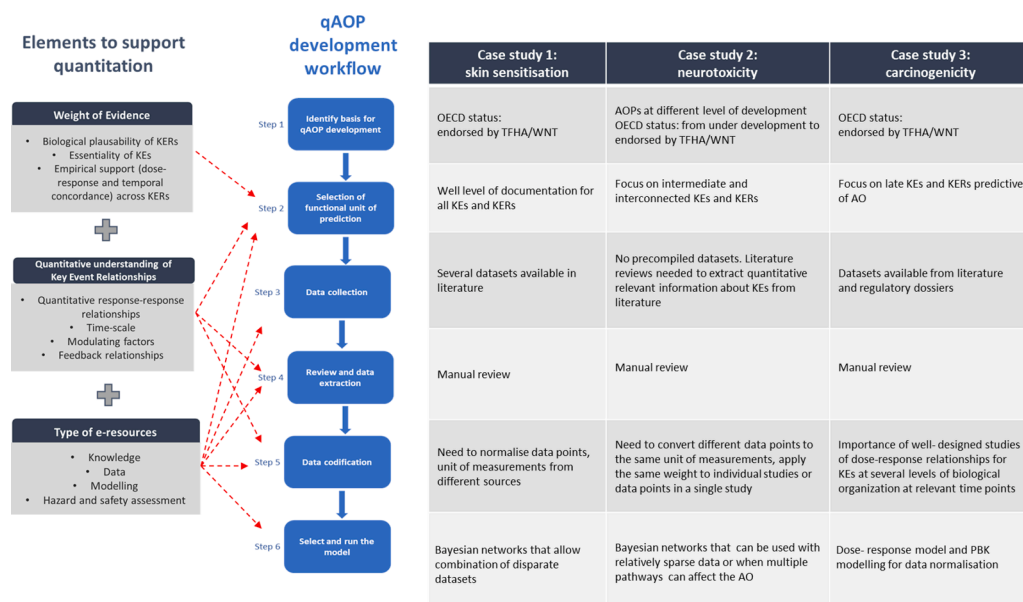 Elements to support
quantitation
Weight of Evidence
• Biological plausability of KERs
• Essentiality of KEs
• Empirical support (dose-
response and temporal
concordance) across KERs
Quantitative understanding of
Key Event Relationships
• Quantitative response-response
relationships
• Time-scale
• Modulating factors
• Feedback relationships
Type of e-resources
• Knowledge
• Data
• Modelling
• Hazard and safety assessment
qAOP
development
workflow
Step 1
Identify basis for
qAOP development
Step 2
Selection of
functional unit of
prediction
Step 3
Data collection
Step 4
Review and data
extraction
Step 5
Data codification
Step 6
Select and run the
model
Case study 1:
skin sensitisation
Case study 2:
neurotoxicity
Case study 3:
carcinogenicity
OECD status:
endorsed by TFHA/WNT
AOPs at different level of development
OECD status: from under development to
endorsed by TFHA/WNT
OECD status:
endorsed by TFHA/WNT
Well level of documentation for
all KEs and KERs
Focus on intermediate and
interconnected KEs and KERs
Focus on late KEs and KERs predictive
of AO
Several datasets available in
literature
No precompiled datasets. Literature
reviews needed to extract quantitative
relevant information about KEs from
literature
Datasets available from literature
and regulatory dossiers
Manual review
Manual review
Manual review
Need to normalise data points,
unit of measurements from
different sources
Need to convert different data points to
the same unit of measurements, apply
the same weight to individual studies or
data points in a single study
Importance of well- designed studies
of dose-response relationships for
KEs at several levels of biological
organization at relevant time points
Bayesian networks that allow
combination of disparate
datasets
Bayesian networks that can be used with
relatively sparse data or when multiple
pathways can affect the AO
Dose- response model and PBK
modelling for data normalisation